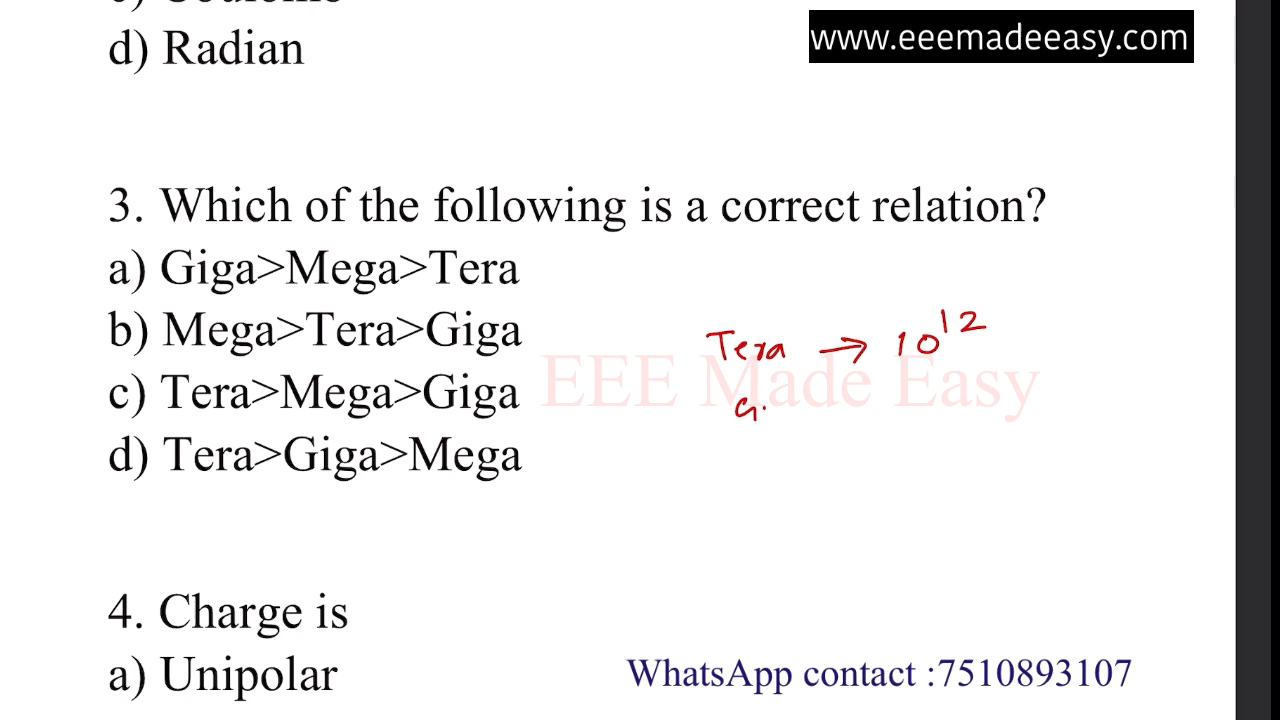 d) Radian
www.eeemadeeasy.com
3. Which of the following is a correct relation?
a) Giga>Mega>Tera
b) Mega>Tera>Giga
c) Tera>Mega>Giga
d) Tera>Giga>Mega
Tera → 10¹²
Gi
EEE Made Easy
4. Charge is
a) Unipolar
WhatsApp contact :7510893107